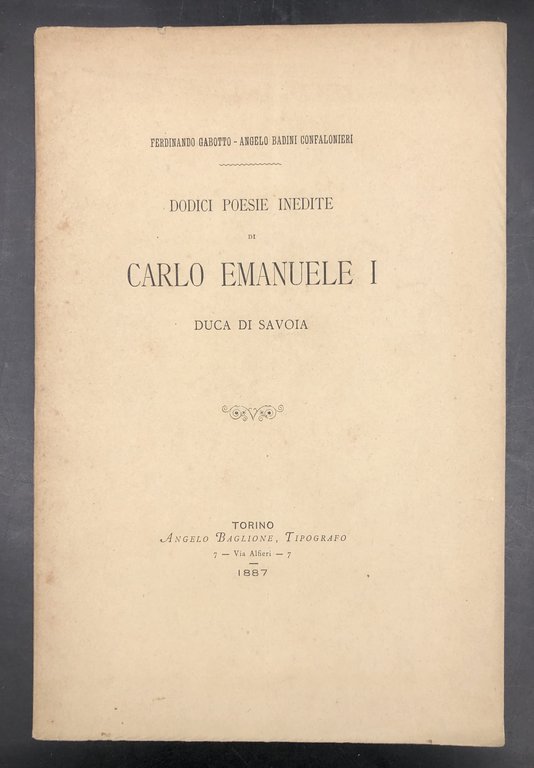 FERDINANDO GABOTTO - ANGELO BADINI CONFALONIERI
DODICI POESIE INEDITE
DI
CARLO EMANUELE I
DUCA DI SAVOIA
TORINO
ANGELO BAGLIONE, TIPOGRAFO
7 — Via Alfieri — 7
1887